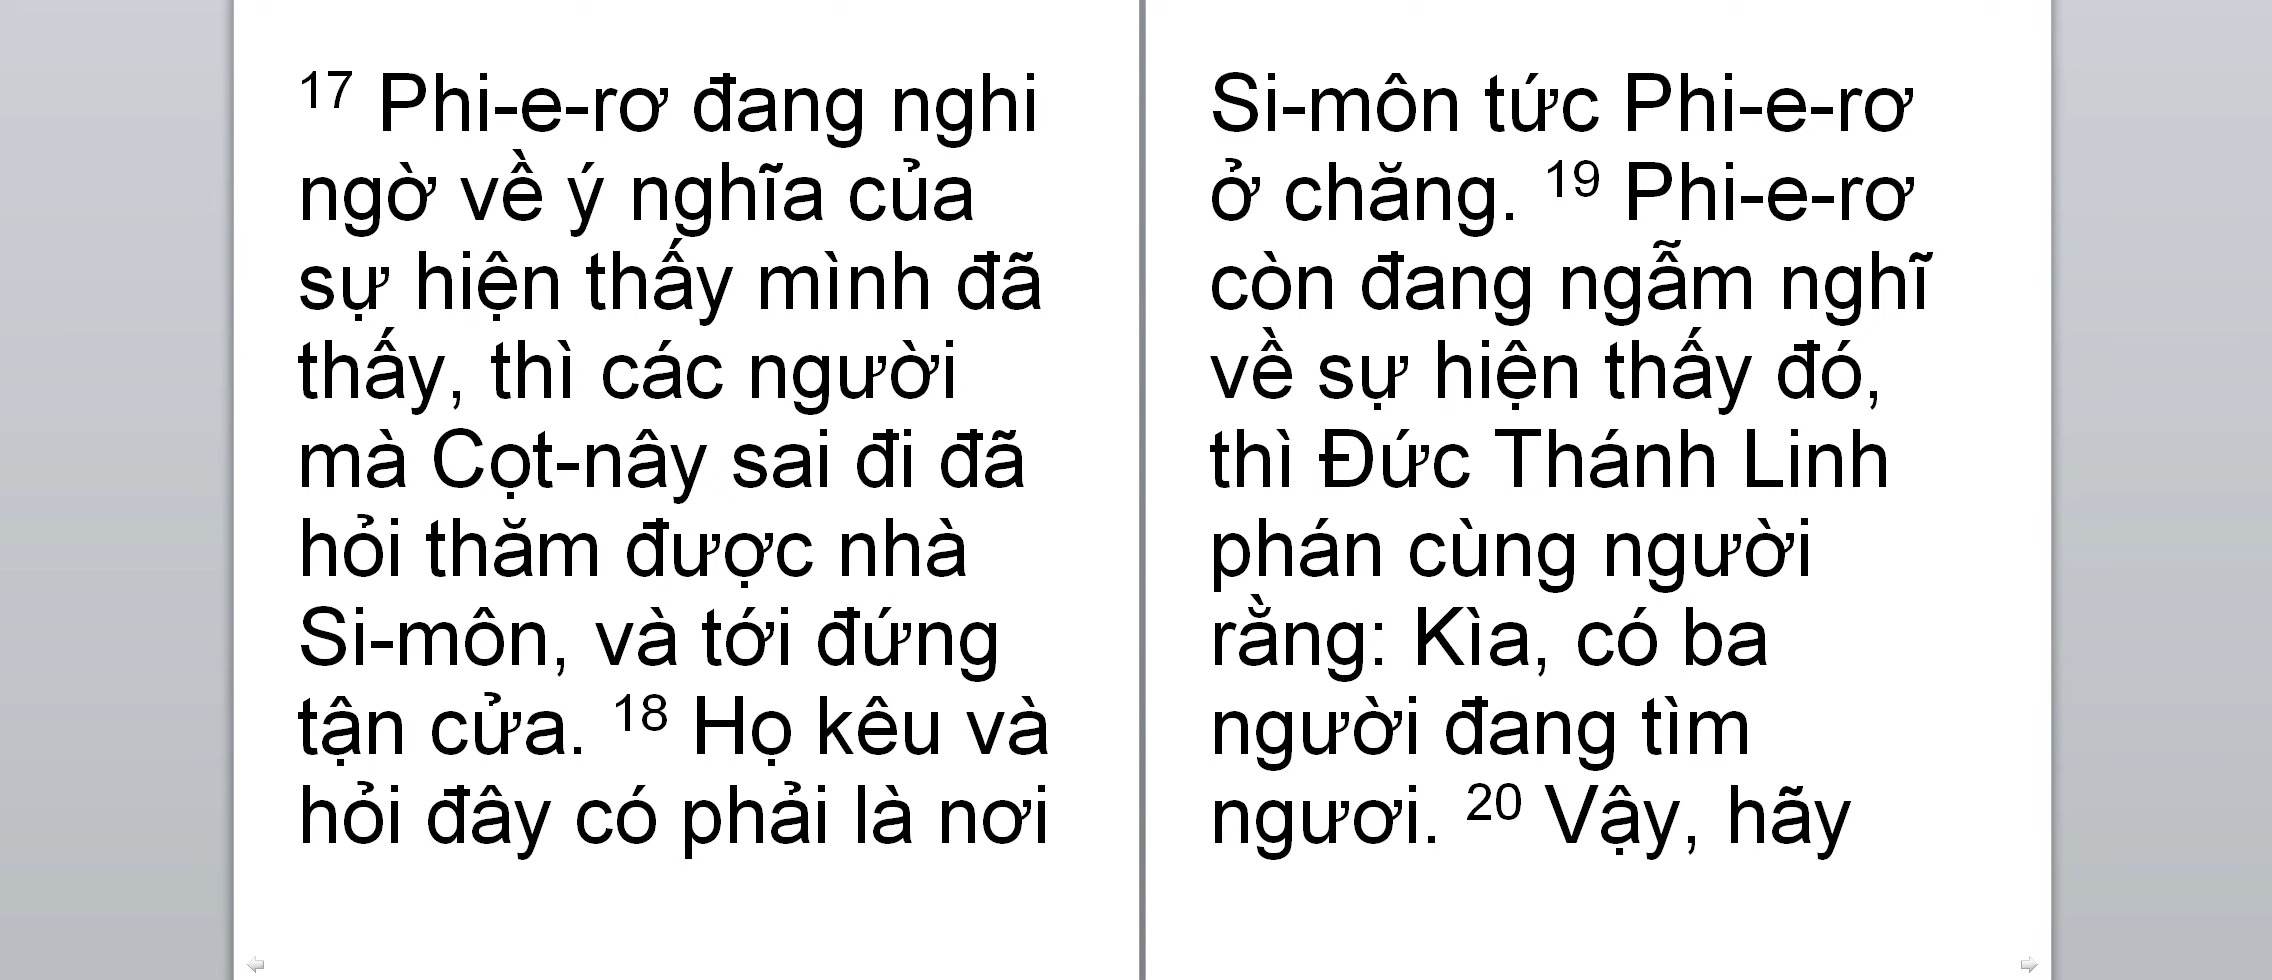 17 Phi-e-rơ đang nghi
ngờ về ý nghĩa của
sự hiện thấy mình đã
thấy, thì các người
mà Cọt-nây sai đi đã
hỏi thăm được nhà
Si-môn, và tới đứng
tận cửa. 18 Họ kêu và
hỏi đây có phải là nơi
Si-môn tức Phi-e-rơ
ở chăng. 19 Phi-e-rơ
còn đang ngẫm nghĩ
về sự hiện thấy đó,
thì Đức Thánh Linh
phán cùng người
rằng: Kìa, có ba
người đang tìm
ngươi. 20 Vậy, hãy